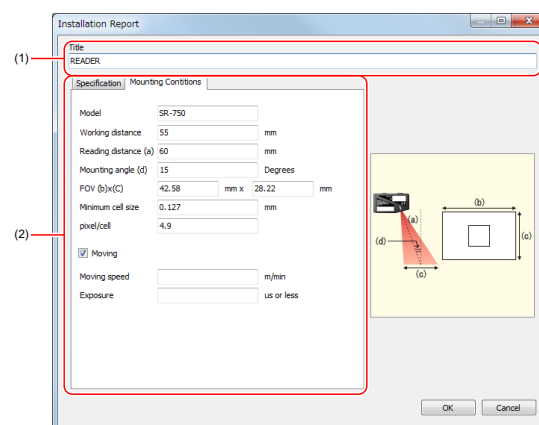 Installation Report
(1)
Title
READER
Specification Mounting Contitions
(2)
Model SR-750
Working distance 55 mm
Reading distance (a) 60 mm
Mounting angle (d) 15 Degrees
FOV (b)x(C) 42.58 mm x 28.22 mm
Minimum cell size 0.127 mm
pixel/cell 4.9
Moving
Moving speed m/min
Exposure us or less
(a)
(b)
(c)
(d)
(c)
OK Cancel